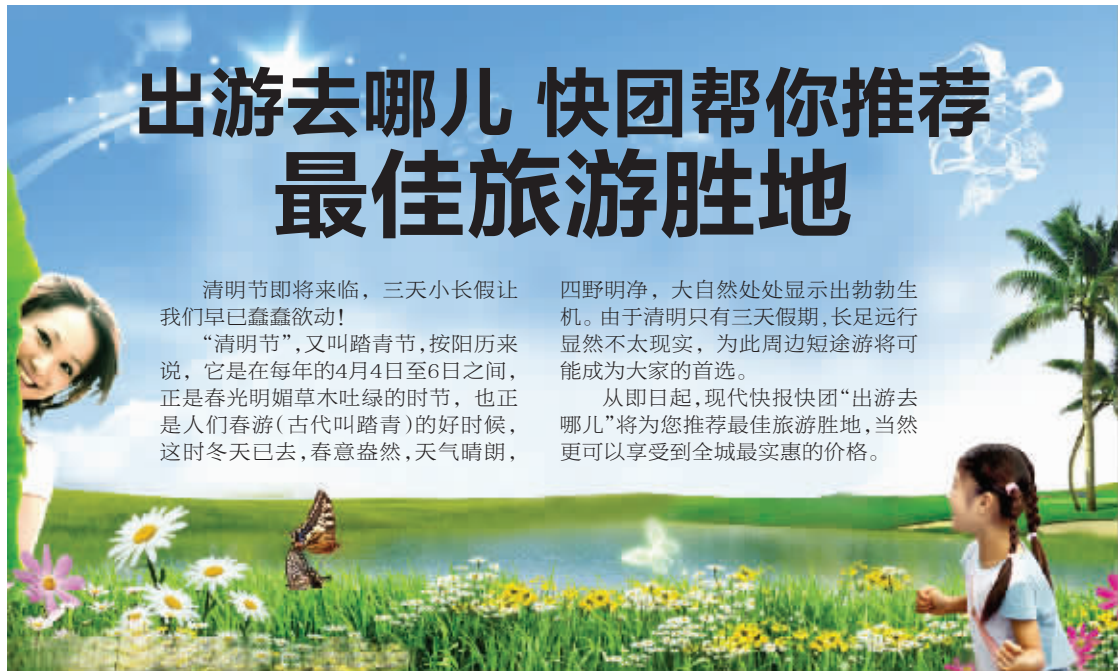 出游去哪儿 快团帮你推荐
最佳旅游胜地
清明节即将来临，三天小长假让
我们早已蠢蠢欲动！
“清明节”，又叫踏青节，按阳历来
说，它是在每年的4月4日至6日之间，
正是春光明媚草木吐绿的时节，也正
是人们春游（古代叫踏青）的好时候，
这时冬天已去，春意盎然，天气晴朗，
四野明净，大自然处处显示出勃勃生
机。由于清明只有三天假期，长足远行
显然不太现实，为此周边短途游将可
能成为大家的首选。
从即日起，现代快报快团“出游去
哪儿”将为您推荐最佳旅游胜地，当然
更可以享受到全城最实惠的价格。